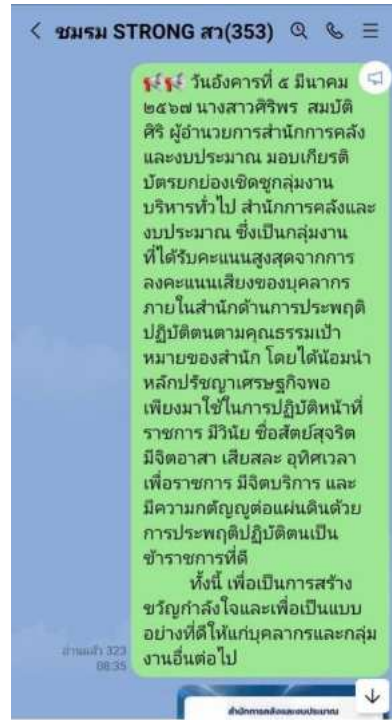 ชมรม STRONG สว(353)
📢📢 วันอังคารที่ ๕ มีนาคม
๒๕๖๗ นางสาวศิริพร สมบัติ
ศิริ ผู้อำนวยการสำนักการคลัง
และงบประมาณ มอบเกียรติ
บัตรยกย่องเชิดชูกลุ่มงาน
บริหารทั่วไป สำนักการคลังและ
งบประมาณ ซึ่งเป็นกลุ่มงาน
ที่ได้รับคะแนนสูงสุดจากการ
ลงคะแนนเสียงของบุคลากร
ภายในสำนักด้านการประพฤติ
ปฏิบัติตนตามคุณธรรมเป้า
หมายของสำนัก โดยได้น้อมนำ
หลักปรัชญาเศรษฐกิจพอ
เพียงมาใช้ในการปฏิบัติหน้าที่
ราชการ มีวินัย ซื่อสัตย์สุจริต
มีจิตอาสา เสียสละ อุทิศเวลา
เพื่อราชการ มีจิตบริการ และ
มีความกตัญญูต่อแผ่นดินด้วย
การประพฤติปฏิบัติตนเป็น
ข้าราชการที่ดี
ทั้งนี้ เพื่อเป็นการสร้าง
ขวัญกำลังใจและเพื่อเป็นแบบ
อย่างที่ดีให้แก่บุคลากรและกลุ่ม
งานอื่นต่อไป
อ่านแล้ว 323
08:35
สำนักการคลังและงบประมาณ